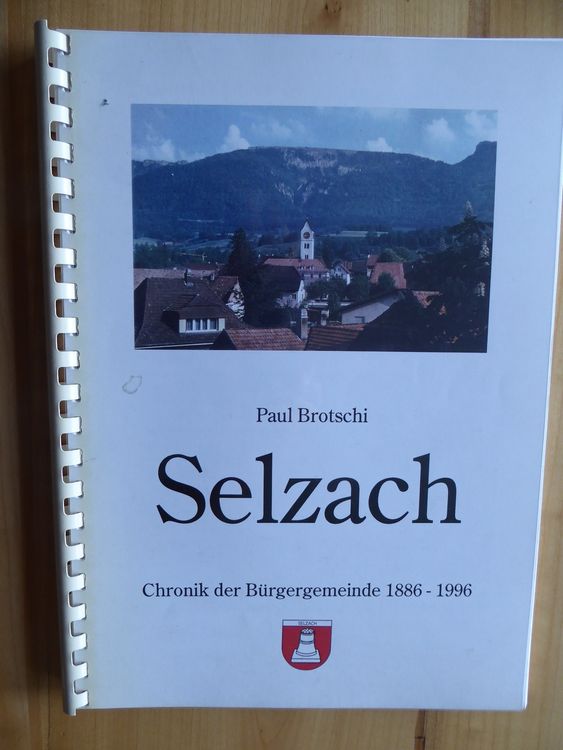 Paul Brotschi
Selzach
Chronik der Bürgergemeinde 1886 - 1996
SELZACH